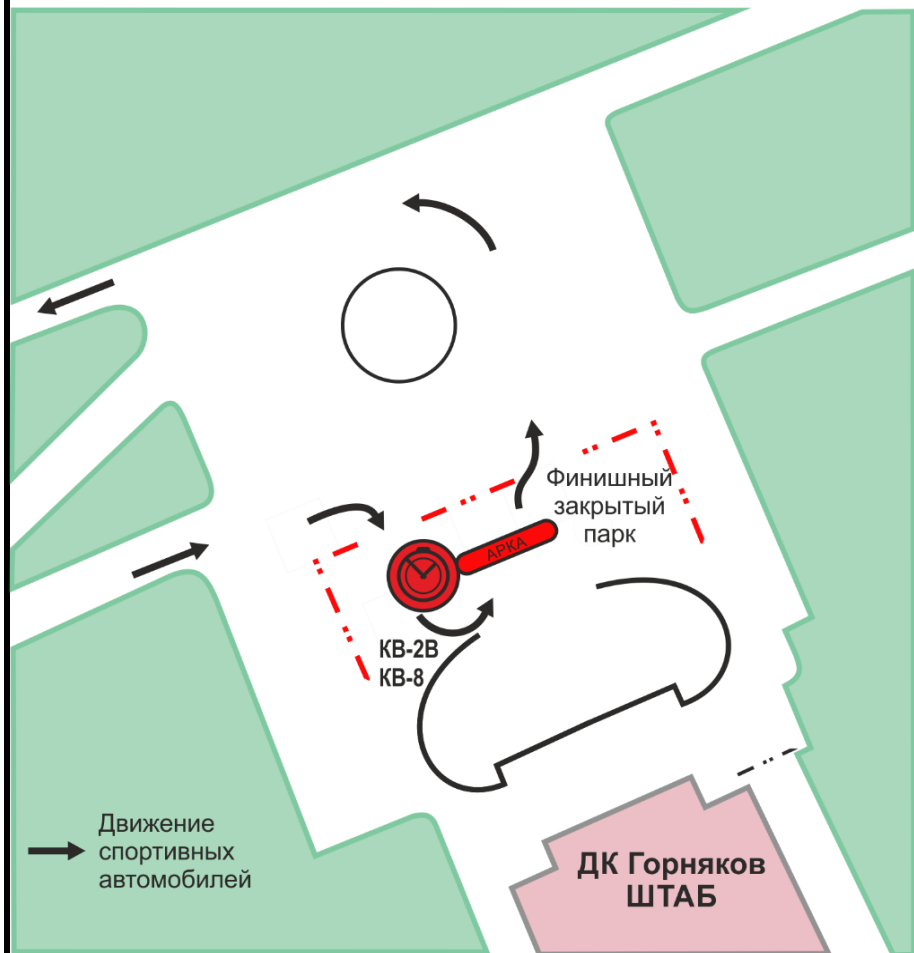 Финишный
закрытый
парк
АРКА
КВ-2В
КВ-8
Движение
спортивных
автомобилей
ДК Горняков
ШТАБ